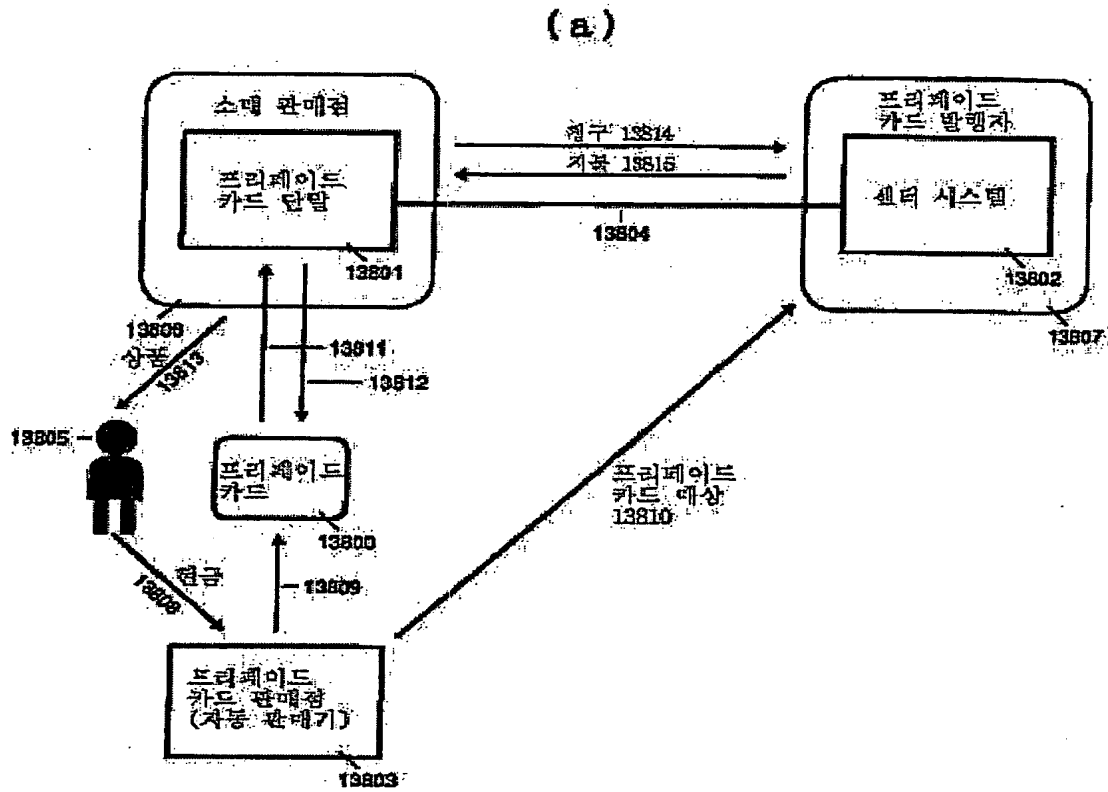 (a)
소매 판매점
프리페이드
카드 단말
13801
청구 13814
지불 13815
13804
프리페이드
카드 발행자
센터 시스템
13802
13807
상품
13813
13811
13812
13805
프리페이드
카드
13800
현금
13808
13809
프리페이드
카드 대상
13810
프리페이드
카드 판매점
(자동 판매기)
13803